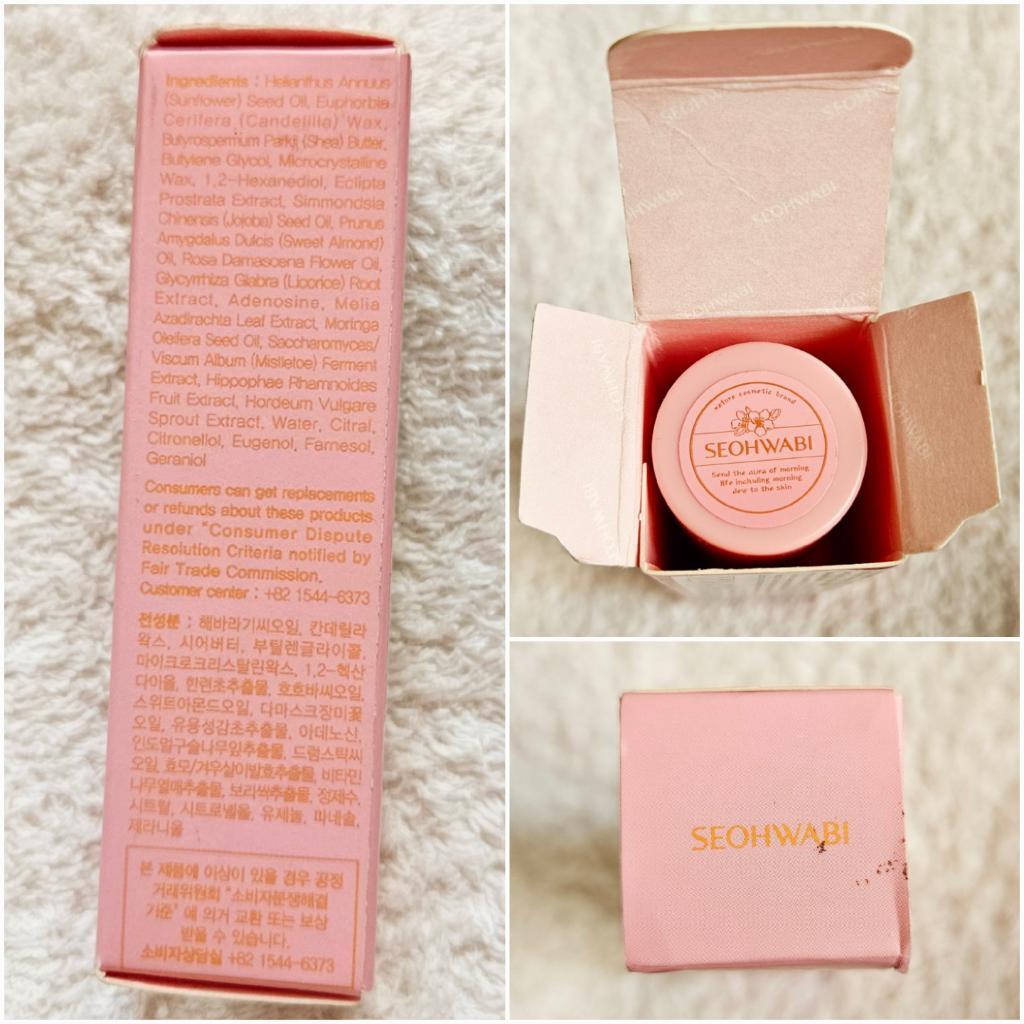 Ingredients : Helianthus Annuus
(Sunflower) Seed Oil, Euphorbia
Cerifera (Candelilla) Wax,
Butyrospermum Parkii (Shea) Butter,
Butylene Glycol, Microcrystalline
Wax, 1,2-Hexanediol, Eclipta
Prostrata Extract, Simmondsia
Chinensis (Jojoba) Seed Oil, Prunus
Amygdalus Dulcis (Sweet Almond)
Oil, Rosa Damascena Flower Oil,
Glycyrrhiza Glabra (Licorice) Root
Extract, Adenosine, Melia
Azadirachta Leaf Extract, Moringa
Oleifera Seed Oil, Saccharomyces/
Viscum Album (Mistletoe) Ferment
Extract, Hippophae Rhamnoides
Fruit Extract, Hordeum Vulgare
Sprout Extract, Water, Citral,
Citronellol, Eugenol, Farnesol,
Geraniol
Consumers can get replacements
or refunds about these products
under "Consumer Dispute
Resolution Criteria notified by
Fair Trade Commission.
Customer center : +82 1544-6373
전성분 : 해바라기씨오일, 칸데릴라
왁스, 시어버터, 부틸렌글라이콜,
마이크로크리스탈린왁스, 1,2-헥산
다이올, 한련초추출물, 호호바씨오일,
스위트아몬드오일, 다마스크장미꽃
오일, 유용성감초추출물, 아데노신,
인도멀구슬나무잎추출물, 드럼스틱씨
오일, 효모/겨우살이발효추출물, 비타민
나무열매추출물, 보리싹추출물, 정제수,
시트랄, 시트로넬올, 유제놀, 파네솔,
제라니올
본 제품에 이상이 있을 경우 공정
거래위원회 "소비자분쟁해결
기준" 에 의거 교환 또는 보상
받을 수 있습니다.
소비자상담실 +82 1544-6373
SEOHWABI
SEOHWABI
SEOHWABI
nature cosmetic brand
SEOHWABI
Send the aura of morning
life including morning
dew to the skin
SEOHWABI